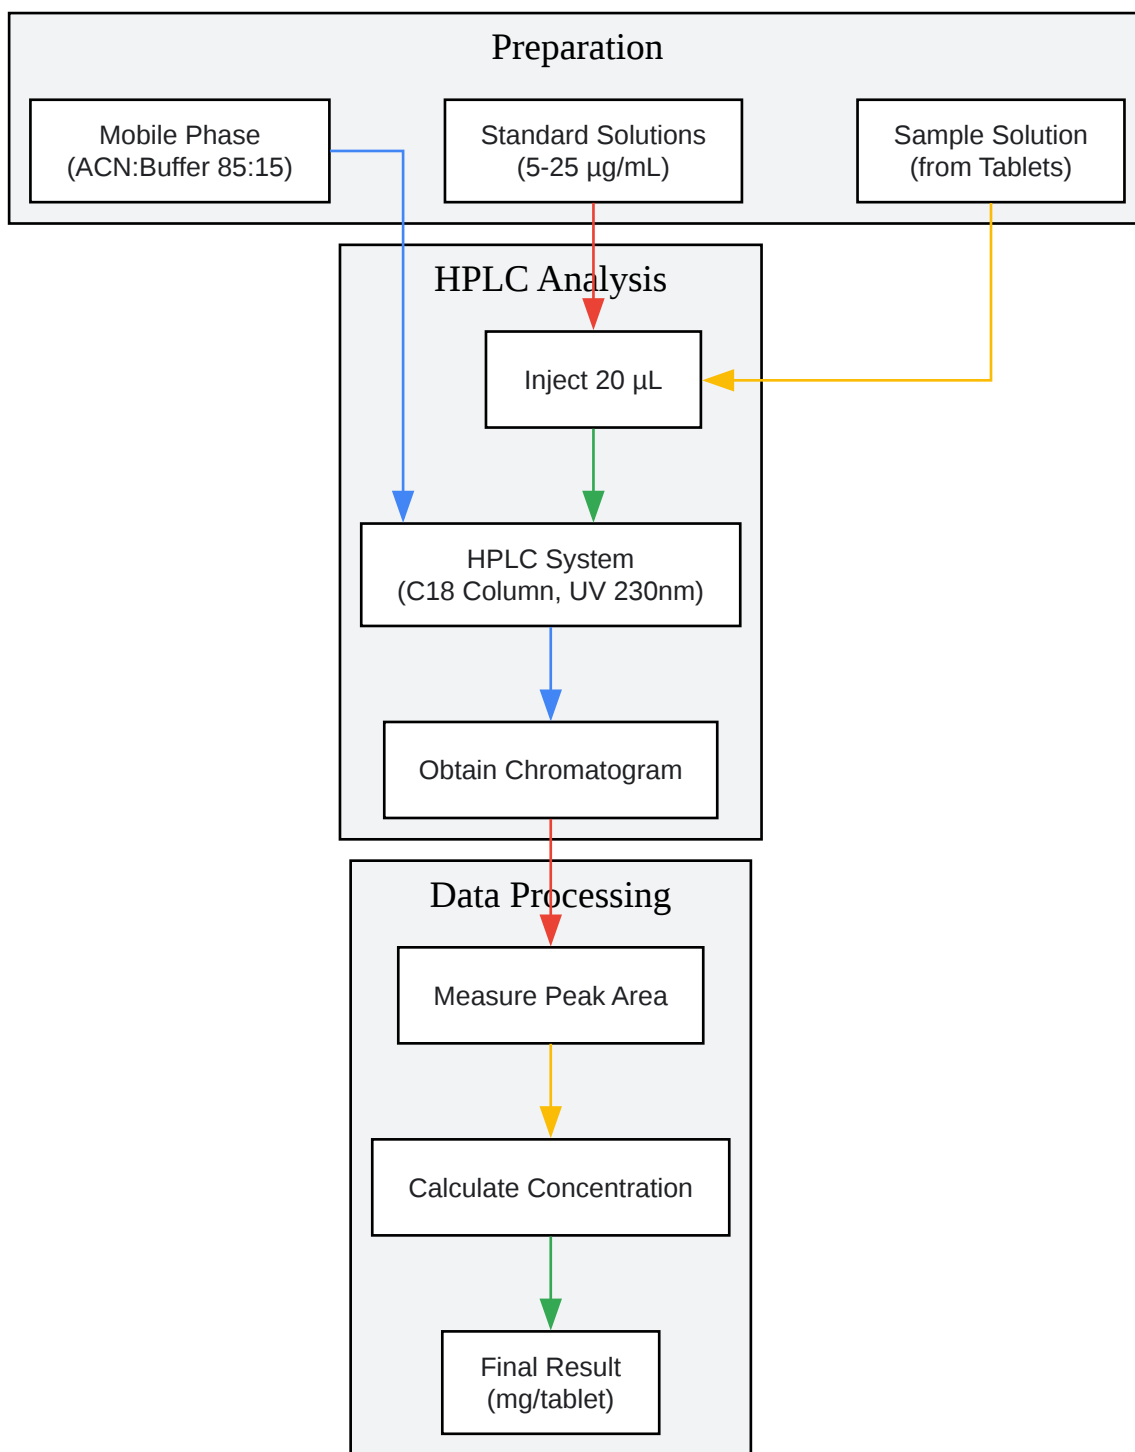 Preparation
Mobile Phase
(ACN:Buffer 85:15)
Standard Solutions
(5-25 µg/mL)
Sample Solution
(from Tablets)
HPLC Analysis
Inject 20 µL
HPLC System
(C18 Column, UV 230nm)
Obtain Chromatogram
Data Processing
Measure Peak Area
Calculate Concentration
Final Result
(mg/tablet)